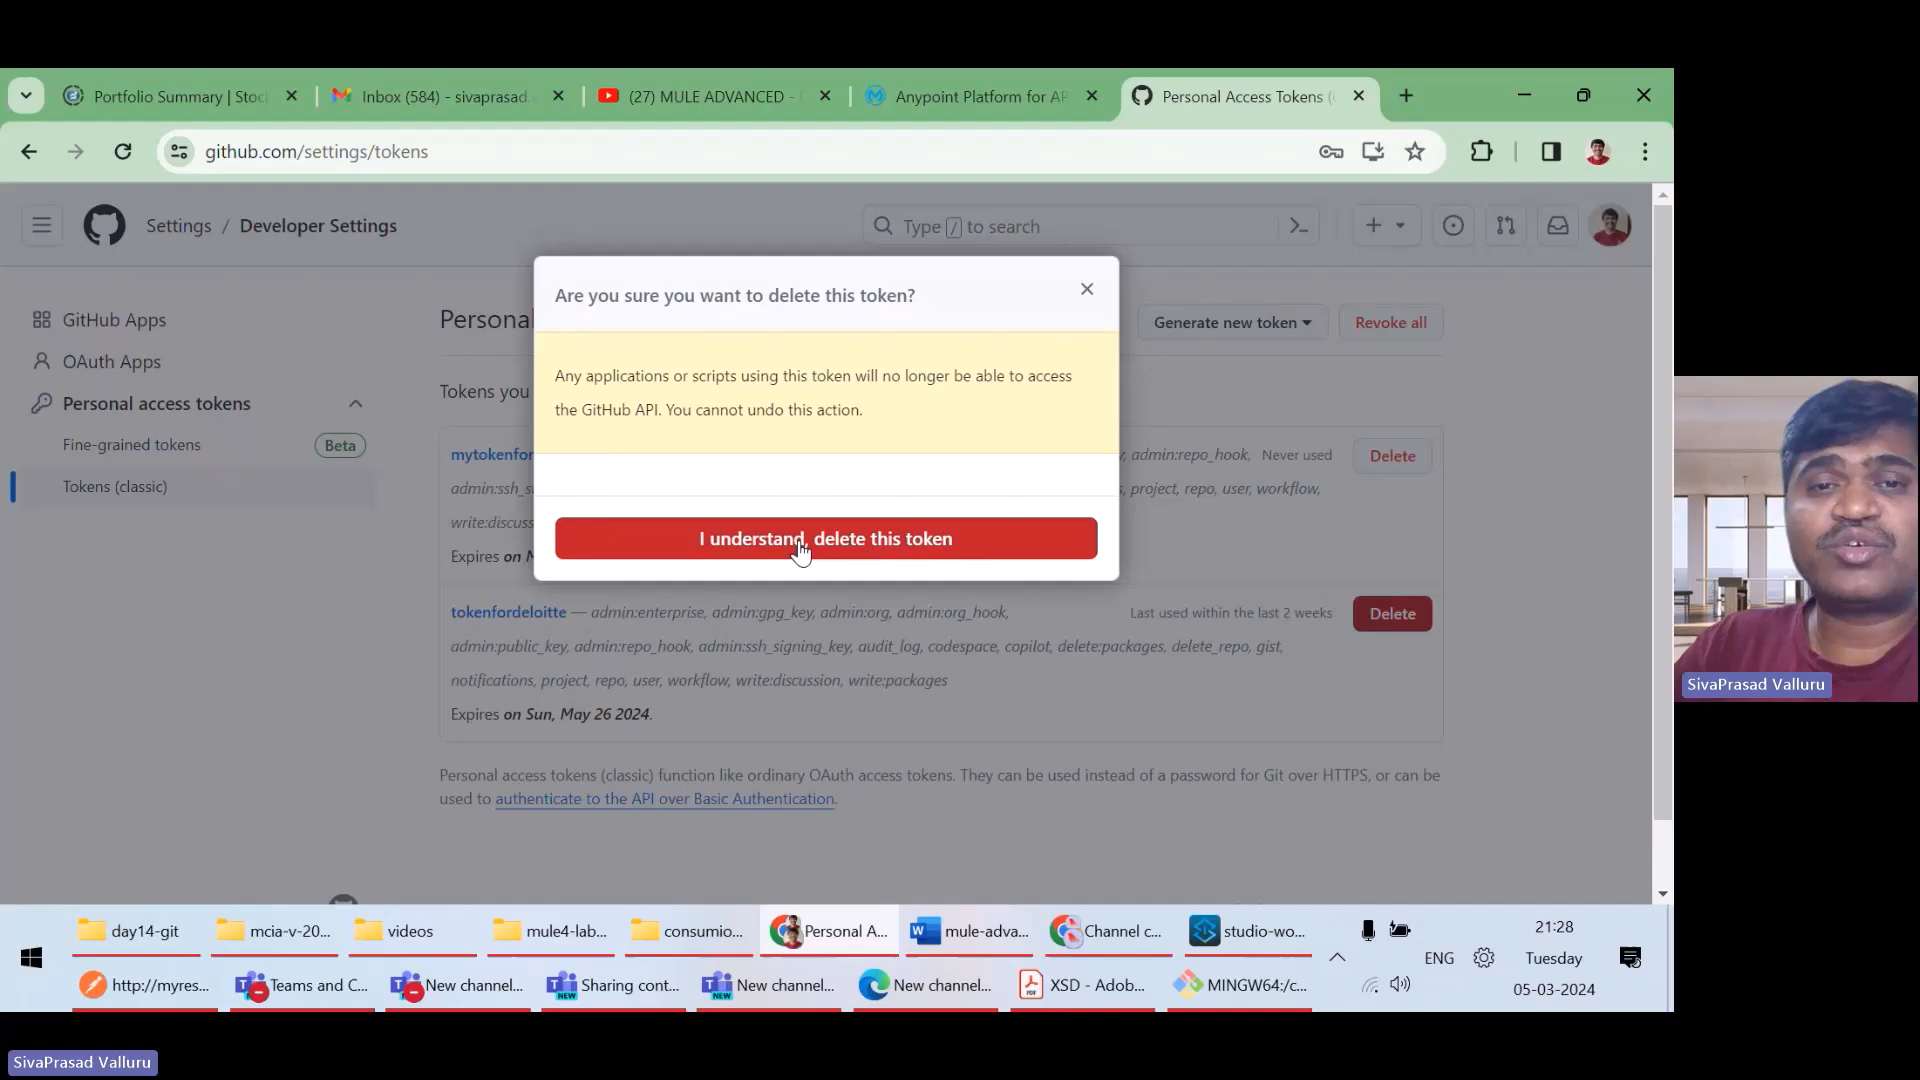 Portfolio Summary | Stoc
Inbox (584) - sivaprasad.
(27) MULE ADVANCED -
Anypoint Platform for AP
Personal Access Tokens (
github.com/settings/tokens
Settings / Developer Settings
Type / to search
GitHub Apps
OAuth Apps
Personal access tokens
Fine-grained tokens
Beta
Tokens (classic)
Personal
Generate new token
Revoke all
Tokens you
Are you sure you want to delete this token?
Any applications or scripts using this token will no longer be able to access
the GitHub API. You cannot undo this action.
I understand, delete this token
mytokenfor
admin:repo_hook, Never used
Delete
admin:ssh_s
project, repo, user, workflow,
write:discuss
Expires on M
tokenfordeloitte — admin:enterprise, admin:gpg_key, admin:org, admin:org_hook,
Last used within the last 2 weeks
Delete
admin:public_key, admin:repo_hook, admin:ssh_signing_key, audit_log, codespace, copilot, delete:packages, delete_repo, gist,
notifications, project, repo, user, workflow, write:discussion, write:packages
Expires on Sun, May 26 2024.
Personal access tokens (classic) function like ordinary OAuth access tokens. They can be used instead of a password for Git over HTTPS, or can be
used to authenticate to the API over Basic Authentication.
SivaPrasad Valluru
day14-git
mcia-v-20...
videos
mule4-lab...
consumio...
Personal A...
mule-adva...
Channel c...
studio-wo...
http://myres...
Teams and C...
New channel...
Sharing cont...
New channel...
New channel...
XSD - Adob...
MINGW64:/c...
ENG
21:28
Tuesday
05-03-2024
SivaPrasad Valluru